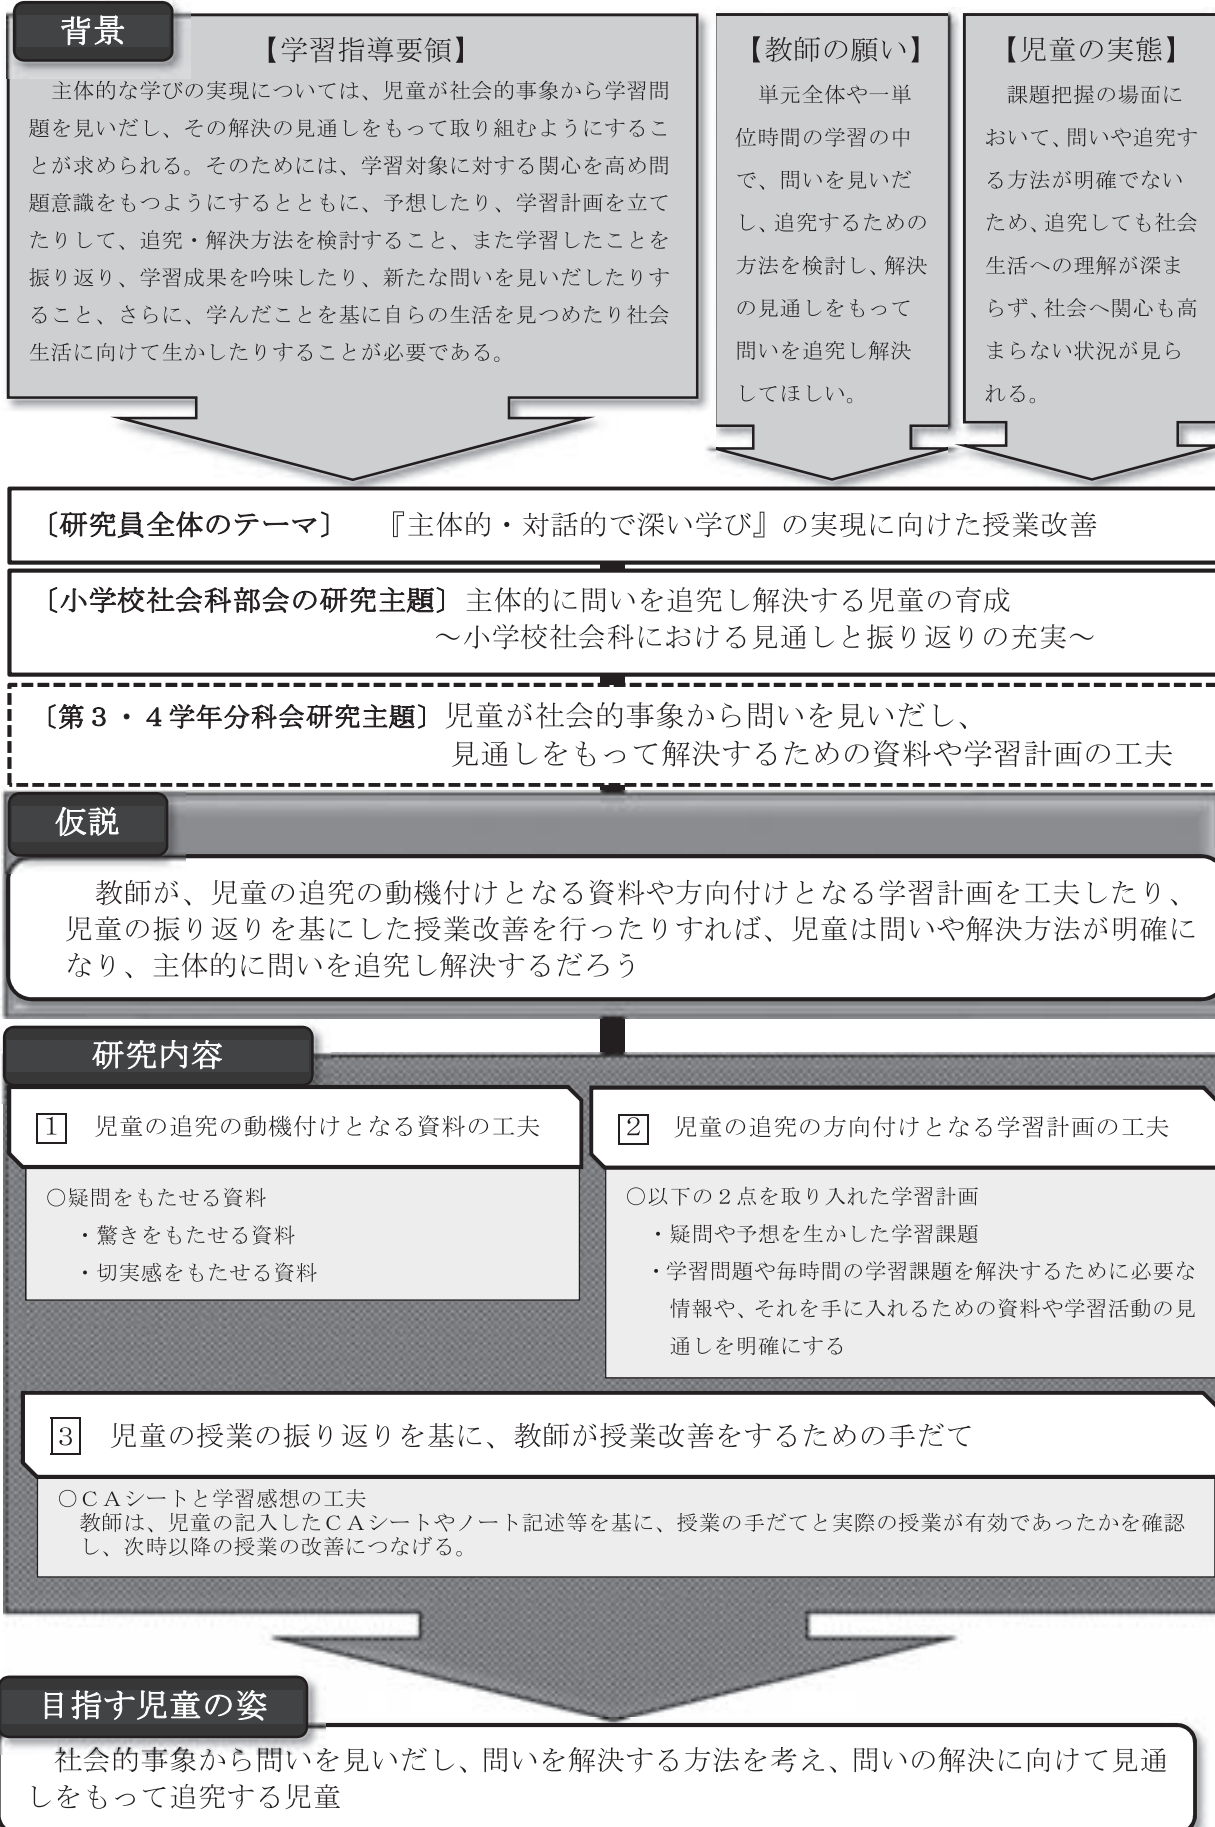 背景
【学習指導要領】
主体的な学びの実現については、児童が社会的事象から学習問
題を見いだし、その解決の見通しをもって取り組むようにするこ
とが求められる。そのためには、学習対象に対する関心を高め問
題意識をもつようにするとともに、予想したり、学習計画を立て
たりして、追究・解決方法を検討すること、また学習したことを
振り返り、学習成果を吟味したり、新たな問いを見いだしたりす
ること、さらに、学んだことを基に自らの生活を見つめたり社会
生活に向けて生かしたりすることが必要である。
【教師の願い】
単元全体や一単
位時間の学習の中
で、問いを見いだ
し、追究するための
方法を検討し、解決
の見通しをもって
問いを追究し解決
してほしい。
【児童の実態】
課題把握の場面に
おいて、問いや追究す
る方法が明確でない
ため、追究しても社会
生活への理解が深ま
らず、社会へ関心も高
まらない状況が見ら
れる。
〔研究員全体のテーマ〕 『主体的・対話的で深い学び』の実現に向けた授業改善
〔小学校社会科部会の研究主題〕主体的に問いを追究し解決する児童の育成
～小学校社会科における見通しと振り返りの充実～
〔第３・４学年分科会研究主題〕児童が社会的事象から問いを見いだし、
見通しをもって解決するための資料や学習計画の工夫
仮説
教師が、児童の追究の動機付けとなる資料や方向付けとなる学習計画を工夫したり、
児童の振り返りを基にした授業改善を行ったりすれば、児童は問いや解決方法が明確に
なり、主体的に問いを追究し解決するだろう
研究内容
1 児童の追究の動機付けとなる資料の工夫
○疑問をもたせる資料
・驚きをもたせる資料
・切実感をもたせる資料
2 児童の追究の方向付けとなる学習計画の工夫
○以下の２点を取り入れた学習計画
・疑問や予想を生かした学習課題
・学習問題や毎時間の学習課題を解決するために必要な
情報や、それを手に入れるための資料や学習活動の見
通しを明確にする
3 児童の授業の振り返りを基に、教師が授業改善をするための手だて
○ＣＡシートと学習感想の工夫
教師は、児童の記入したＣＡシートやノート記述等を基に、授業の手だてと実際の授業が有効であったかを確認
し、次時以降の授業の改善につなげる。
目指す児童の姿
社会的事象から問いを見いだし、問いを解決する方法を考え、問いの解決に向けて見通
しをもって追究する児童